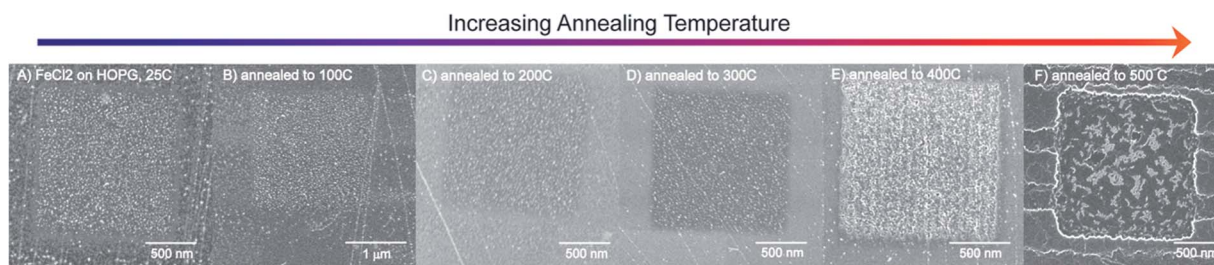 Increasing Annealing Temperature
A) FeCl2 on HOPG, 25C
B) annealed to 100C
C) annealed to 200C
D) annealed to 300C
E) annealed to 400C
F) annealed to 500 C
500 nm
1 μm
500 nm
500 nm
500 nm
500 nm